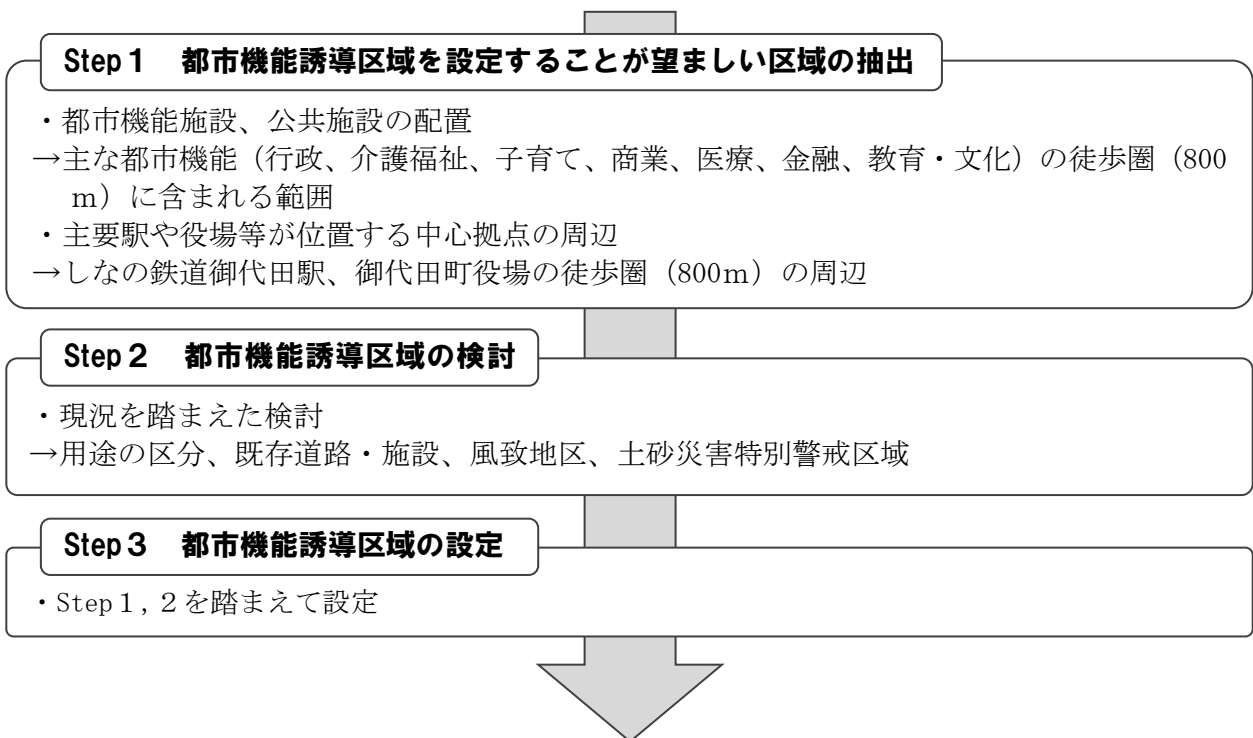 Step１　都市機能誘導区域を設定することが望ましい区域の抽出
・都市機能施設、公共施設の配置
→主な都市機能（行政、介護福祉、子育て、商業、医療、金融、教育・文化）の徒歩圏（800
ｍ）に含まれる範囲
・主要駅や役場等が位置する中心拠点の周辺
→しなの鉄道御代田駅、御代田町役場の徒歩圏（800ｍ）の周辺
Step２　都市機能誘導区域の検討
・現況を踏まえた検討
→用途の区分、既存道路・施設、風致地区、土砂災害特別警戒区域
Step３　都市機能誘導区域の設定
・Step１,２を踏まえて設定